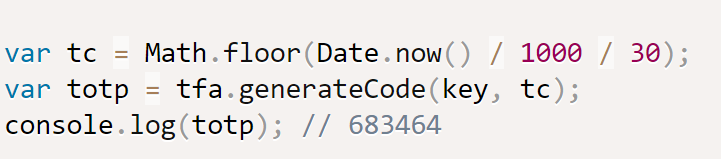 var tc = Math.floor(Date.now() / 1000 / 30);
var totp = tfa.generateCode(key, tc);
console.log(totp); // 683464